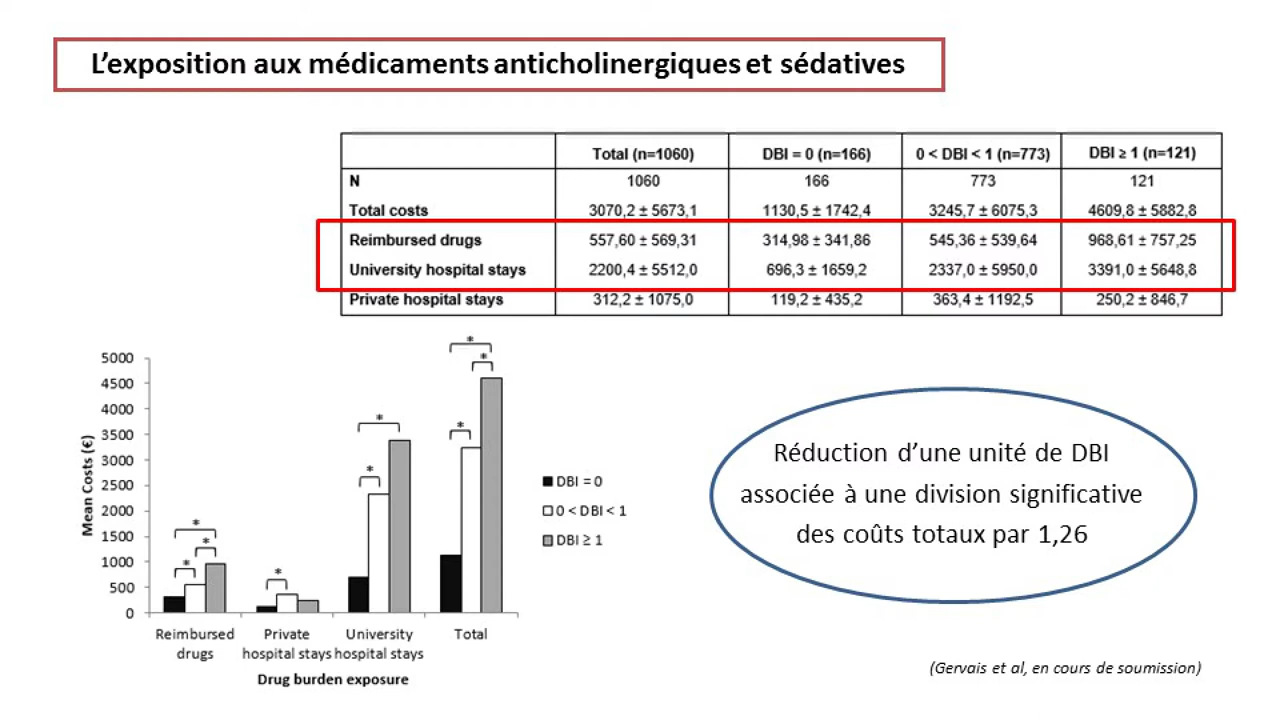 L’exposition aux médicaments anticholinergiques et sédatives
Total (n=1060) DBI = 0 (n=166) 0 < DBI < 1 (n=773) DBI ≥ 1 (n=121)
N 1060 166 773 121
Total costs 3070,2 ± 5673,1 1130,5 ± 1742,4 3245,7 ± 6075,3 4609,8 ± 5882,8
Reimbursed drugs 557,60 ± 569,31 314,98 ± 341,86 545,36 ± 539,64 968,61 ± 757,25
University hospital stays 2200,4 ± 5512,0 696,3 ± 1659,2 2337,0 ± 5950,0 3391,0 ± 5648,8
Private hospital stays 312,2 ± 1075,0 119,2 ± 435,2 363,4 ± 1192,5 250,2 ± 846,7
Mean Costs (€)
5000
4500
4000
3500
3000
2500
2000
1500
1000
500
0
* * *
*
* *
* * *
DBI = 0
0 < DBI < 1
DBI ≥ 1
Reimbursed drugs
Private hospital stays
University hospital stays
Total
Drug burden exposure
Réduction d’une unité de DBI
associée à une division significative
des coûts totaux par 1,26
(Gervais et al, en cours de soumission)